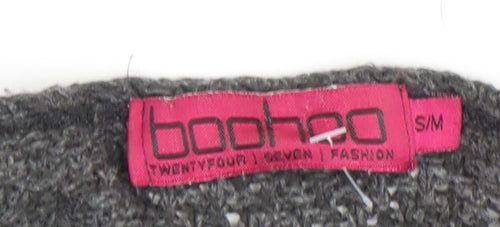 boohoo
TWENTYFOUR | SEVEN | FASHION
S/M